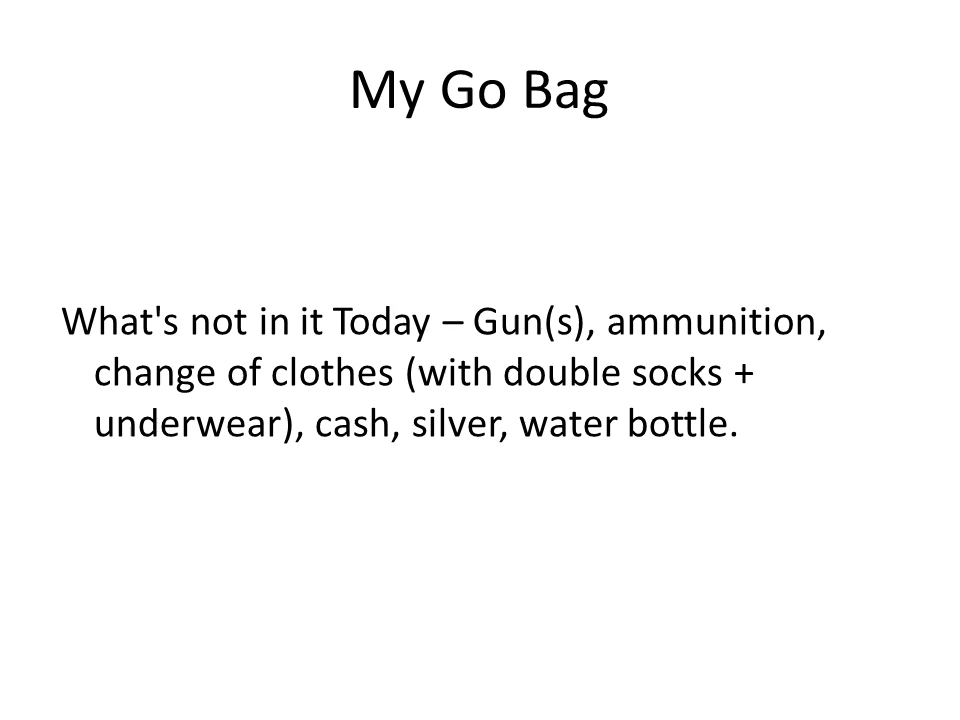 My Go Bag
What's not in it Today – Gun(s), ammunition,
change of clothes (with double socks +
underwear), cash, silver, water bottle.